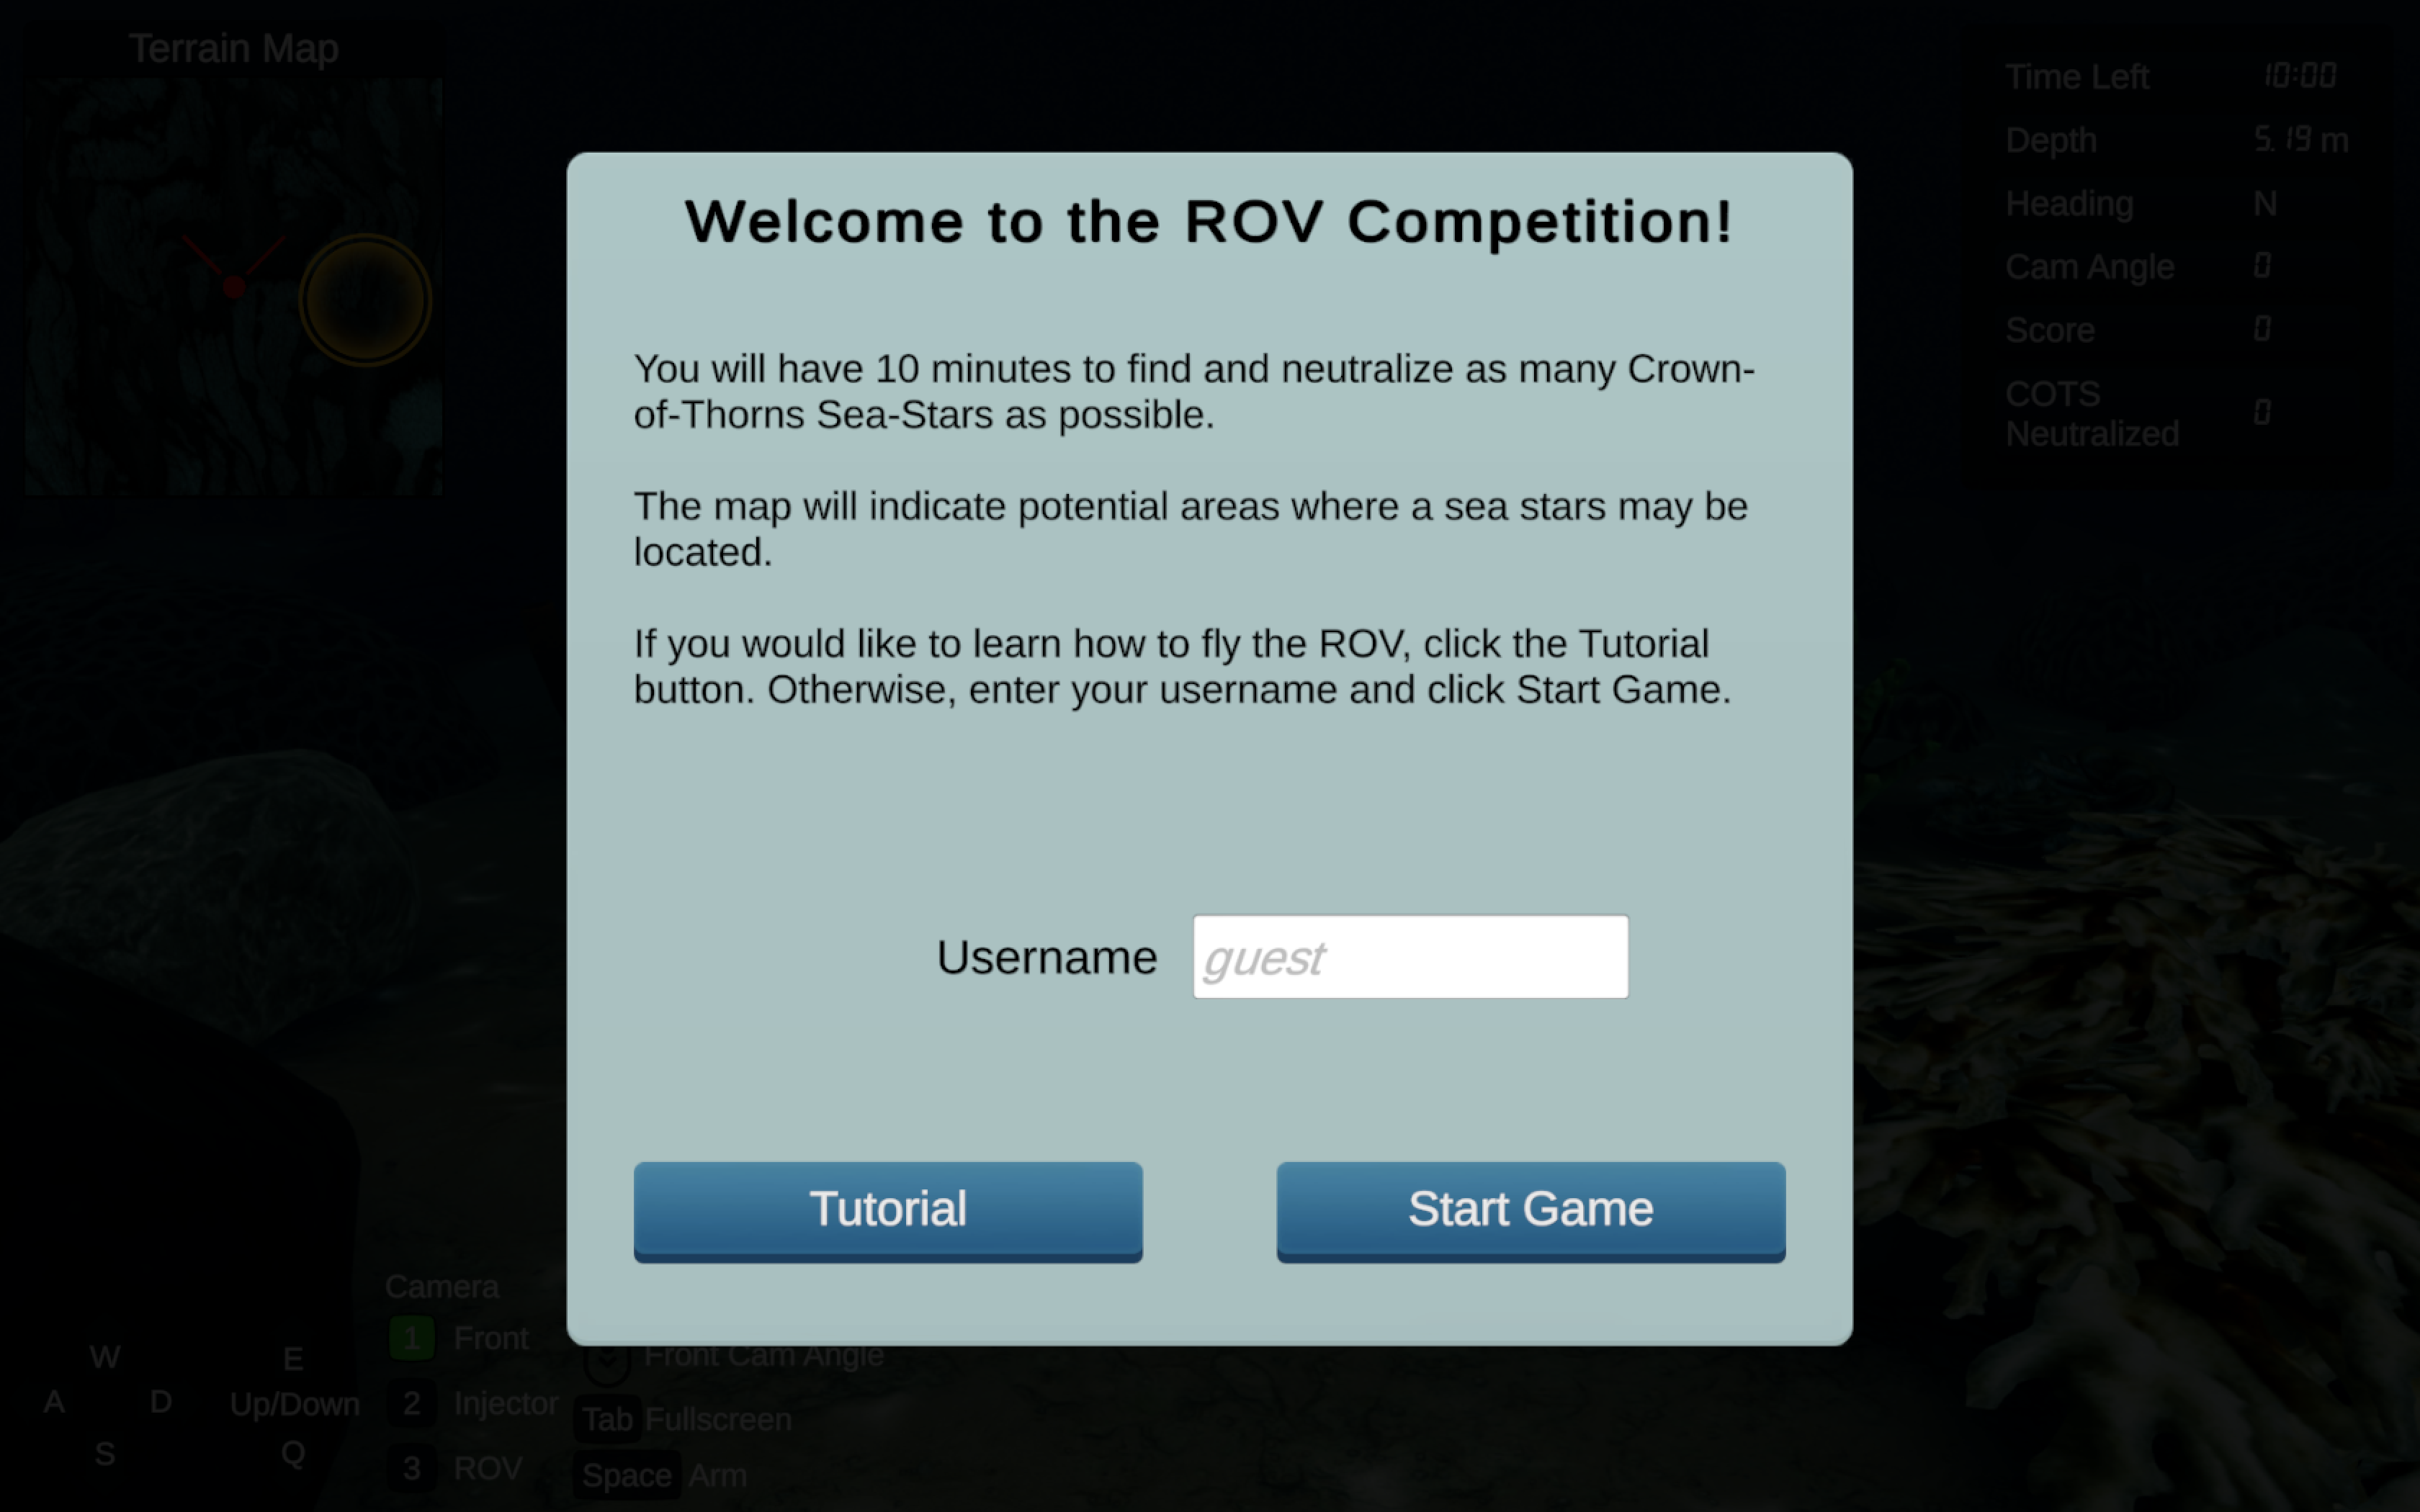 Terrain Map
Time Left 10:00
Depth 5.19 m
Heading N
Cam Angle 0
Score 0
COTS
Neutralized 0
Welcome to the ROV Competition!
You will have 10 minutes to find and neutralize as many Crown-
of-Thorns Sea-Stars as possible.
The map will indicate potential areas where a sea stars may be
located.
If you would like to learn how to fly the ROV, click the Tutorial
button. Otherwise, enter your username and click Start Game.
Username guest
Tutorial Start Game
W
A D
S
E
Up/Down
Q
Camera
1 Front
2 Injector
3 ROV
Front Cam Angle
Tab Fullscreen
Space Arm